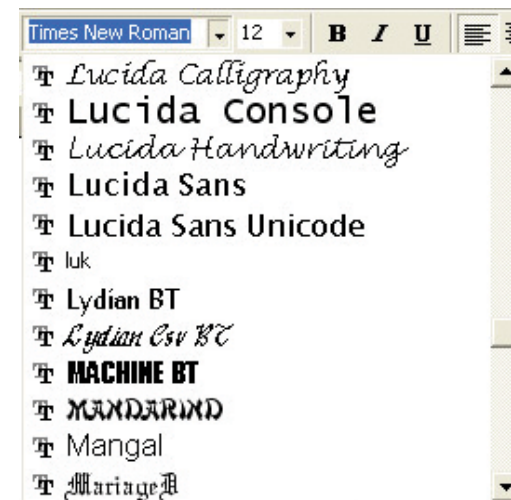 Times New Roman 12 B I U
Lucida Calligraphy
Lucida Console
Lucida Handwriting
Lucida Sans
Lucida Sans Unicode
luk
Lydian BT
Lydian Csv BT
MACHINE BT
MANDARIND
Mangal
MariageD